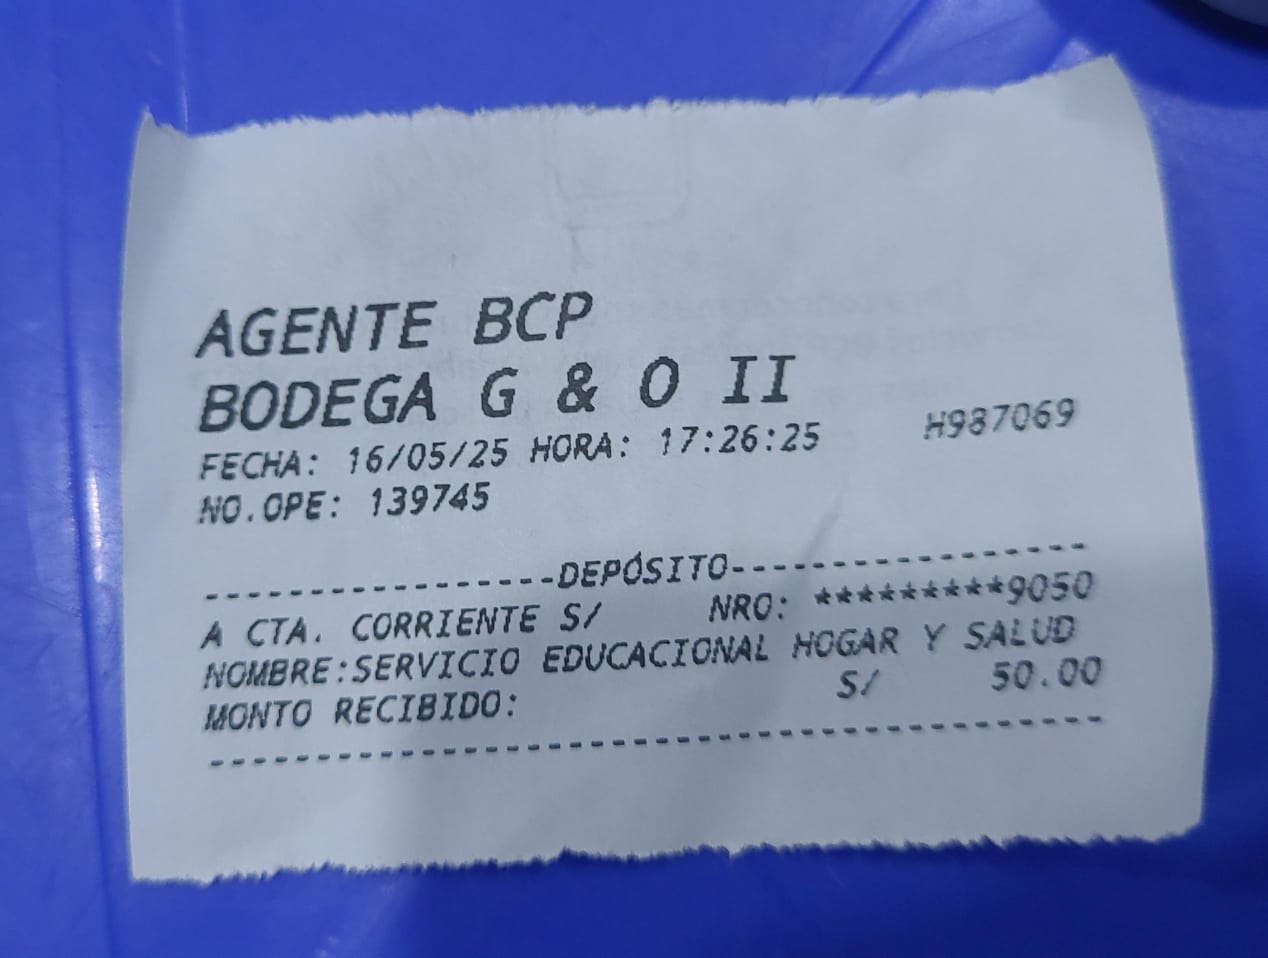 AGENTE BCP
BODEGA G & O II
FECHA: 16/05/25 HORA: 17:26:25 H987069
NO.OPE: 139745
-----------------DEPÓSITO-----------------
A CTA. CORRIENTE S/ NRO: *********9050
NOMBRE:SERVICIO EDUCACIONAL HOGAR Y SALUD
MONTO RECIBIDO: S/ 50.00
------------------------------------------